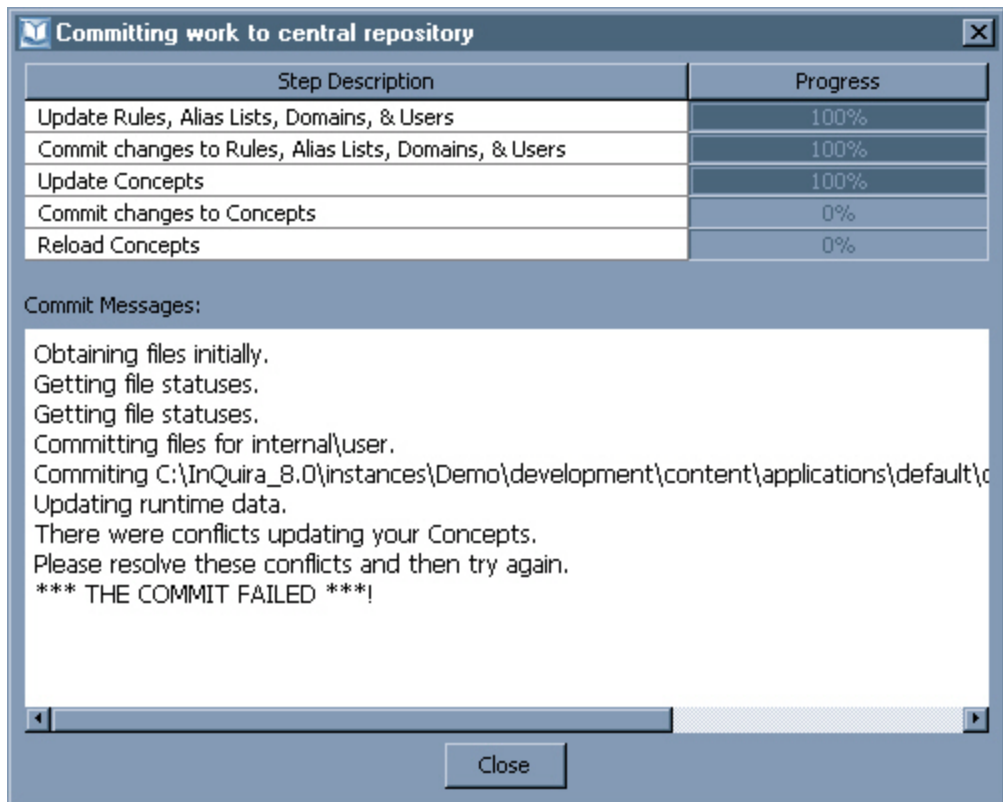 Committing work to central repository
Step Description Progress
Update Rules, Alias Lists, Domains, & Users 100%
Commit changes to Rules, Alias Lists, Domains, & Users 100%
Update Concepts 100%
Commit changes to Concepts 0%
Reload Concepts 0%
Commit Messages:
Obtaining files initially.
Getting file statuses.
Getting file statuses.
Committing files for internal\user.
Commiting C:\InQuira_8.0\instances\Demo\development\content\applications\default\
Updating runtime data.
There were conflicts updating your Concepts.
Please resolve these conflicts and then try again.
*** THE COMMIT FAILED ***!
Close